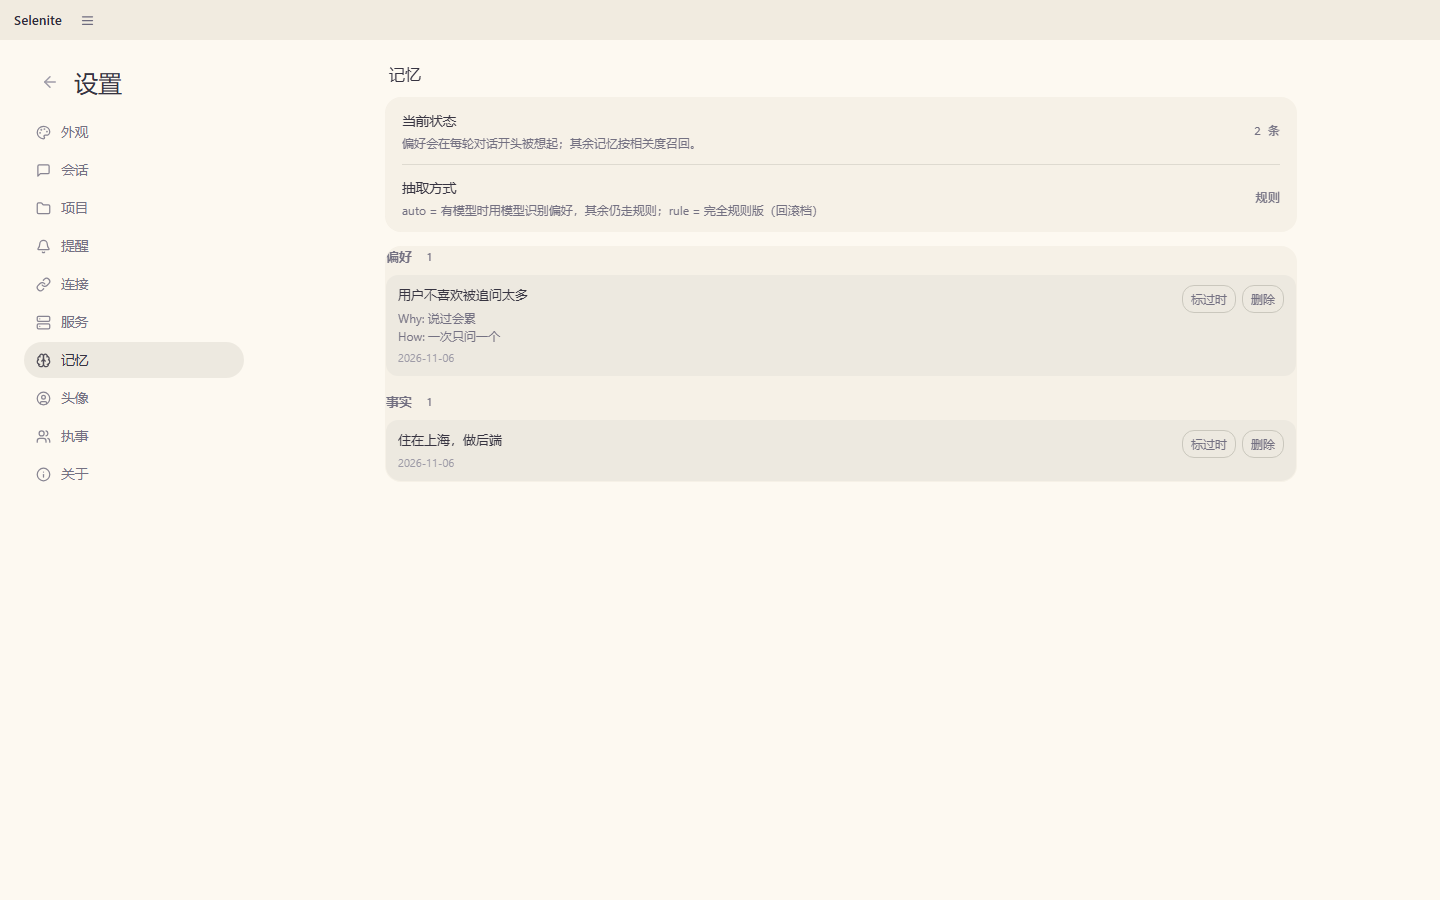 Selenite
设置
外观
会话
项目
提醒
连接
服务
记忆
头像
执事
关于
记忆
当前状态
偏好会在每轮对话开头被想起；其余记忆按相关度召回。
2 条
抽取方式
auto = 有模型时用模型识别偏好，其余仍走规则；rule = 完全规则版（回滚档）
规则
偏好 1
用户不喜欢被追问太多
Why: 说过会累
How: 一次只问一个
2026-11-06
标过时 删除
事实 1
住在上海，做后端
2026-11-06
标过时 删除